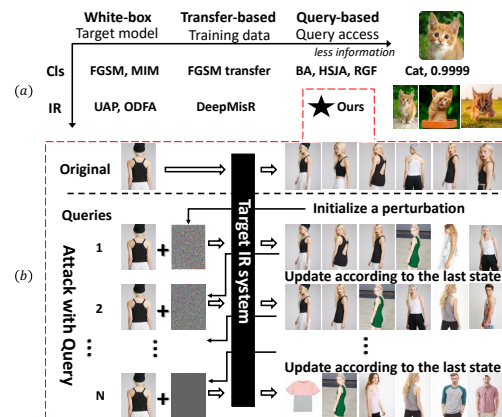 White-box Transfer-based Query-based
Target model Training data Query access
less information
Cls FGSM, MIM FGSM transfer BA, HSJA, RGF Cat, 0.9999
(a)
IR UAP, ODFA DeepMisR ★ Ours
Original
Target IR system
Queries Initialize a perturbation
Attack with Query
1 +
Update according to the last state
(b)
2 +
... ... ...
Update according to the last state
N +